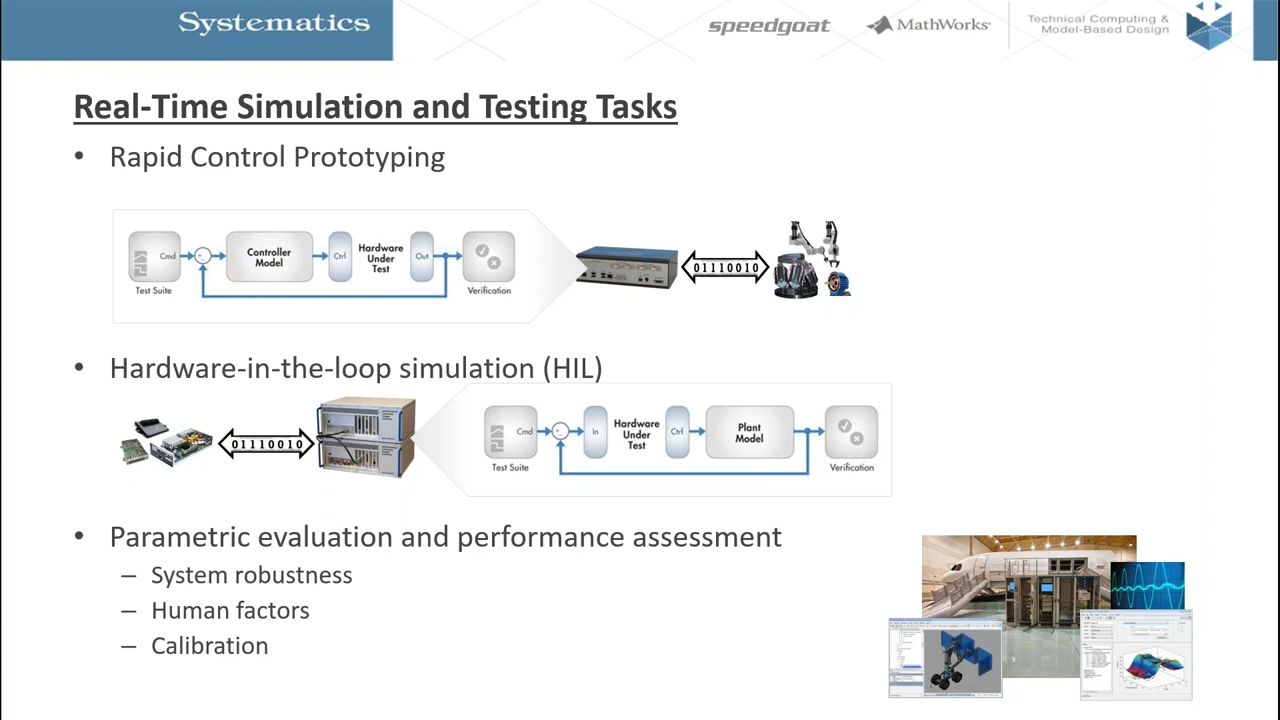 Systematics
speedgoat
MathWorks
Technical Computing &
Model-Based Design
Real-Time Simulation and Testing Tasks
• Rapid Control Prototyping
Cmd
Test Suite
Controller
Model
Ctrl
Hardware
Under
Test
Out
Verification
01110010
• Hardware-in-the-loop simulation (HIL)
01110010
Cmd
Test Suite
In
Hardware
Under
Test
Ctrl
Plant
Model
Verification
• Parametric evaluation and performance assessment
– System robustness
– Human factors
– Calibration